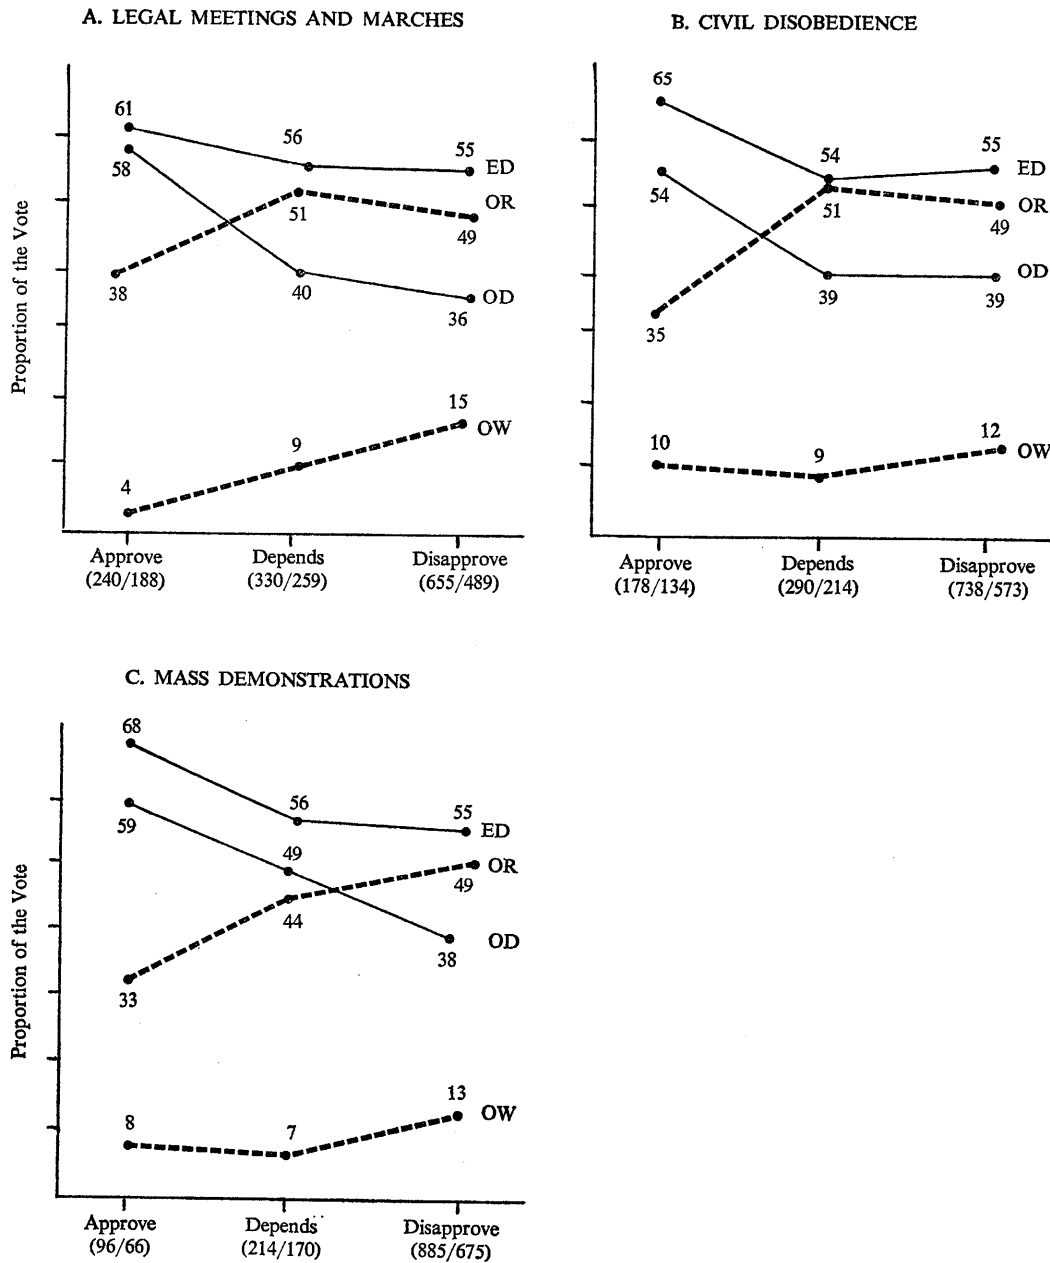 A. LEGAL MEETINGS AND MARCHES
Proportion of the Vote
61
58
38
56
51
40
9
4
55
49
36
15
ED
OR
OD
OW
Approve
(240/188)
Depends
(330/259)
Disapprove
(655/489)
B. CIVIL DISOBEDIENCE
65
54
35
10
54
51
39
9
55
49
39
12
ED
OR
OD
OW
Approve
(178/134)
Depends
(290/214)
Disapprove
(738/573)
C. MASS DEMONSTRATIONS
Proportion of the Vote
68
59
33
8
56
49
44
7
55
49
38
13
ED
OR
OD
OW
Approve
(96/66)
Depends
(214/170)
Disapprove
(885/675)